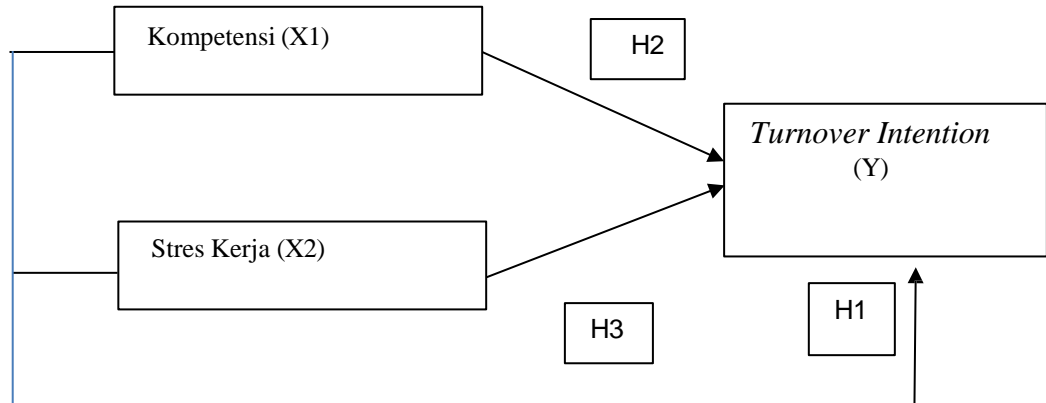 Kompetensi (X1)
H2
Turnover Intention
(Y)
Stres Kerja (X2)
H3
H1